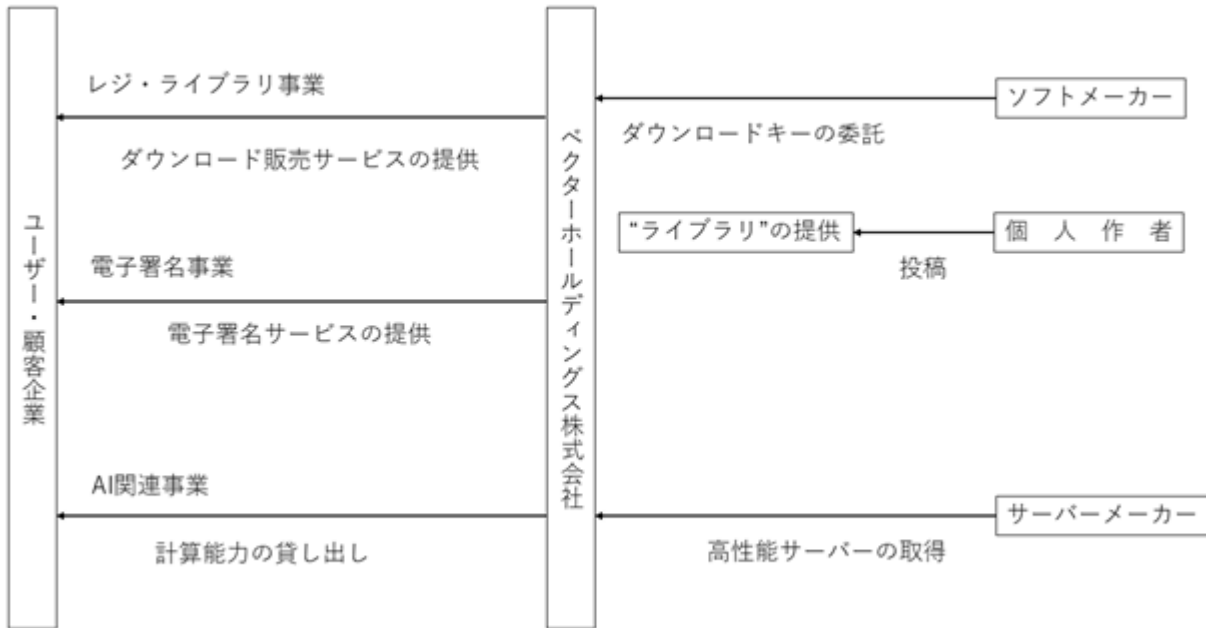 ユーザー・顧客企業
レジ・ライブラリ事業
ダウンロード販売サービスの提供
電子署名事業
電子署名サービスの提供
AI関連事業
計算能力の貸し出し
ベクターホールディングス株式会社
ソフトメーカー
ダウンロードキーの委託
“ライブラリ”の提供
個 人 作 者
投稿
サーバーメーカー
高性能サーバーの取得